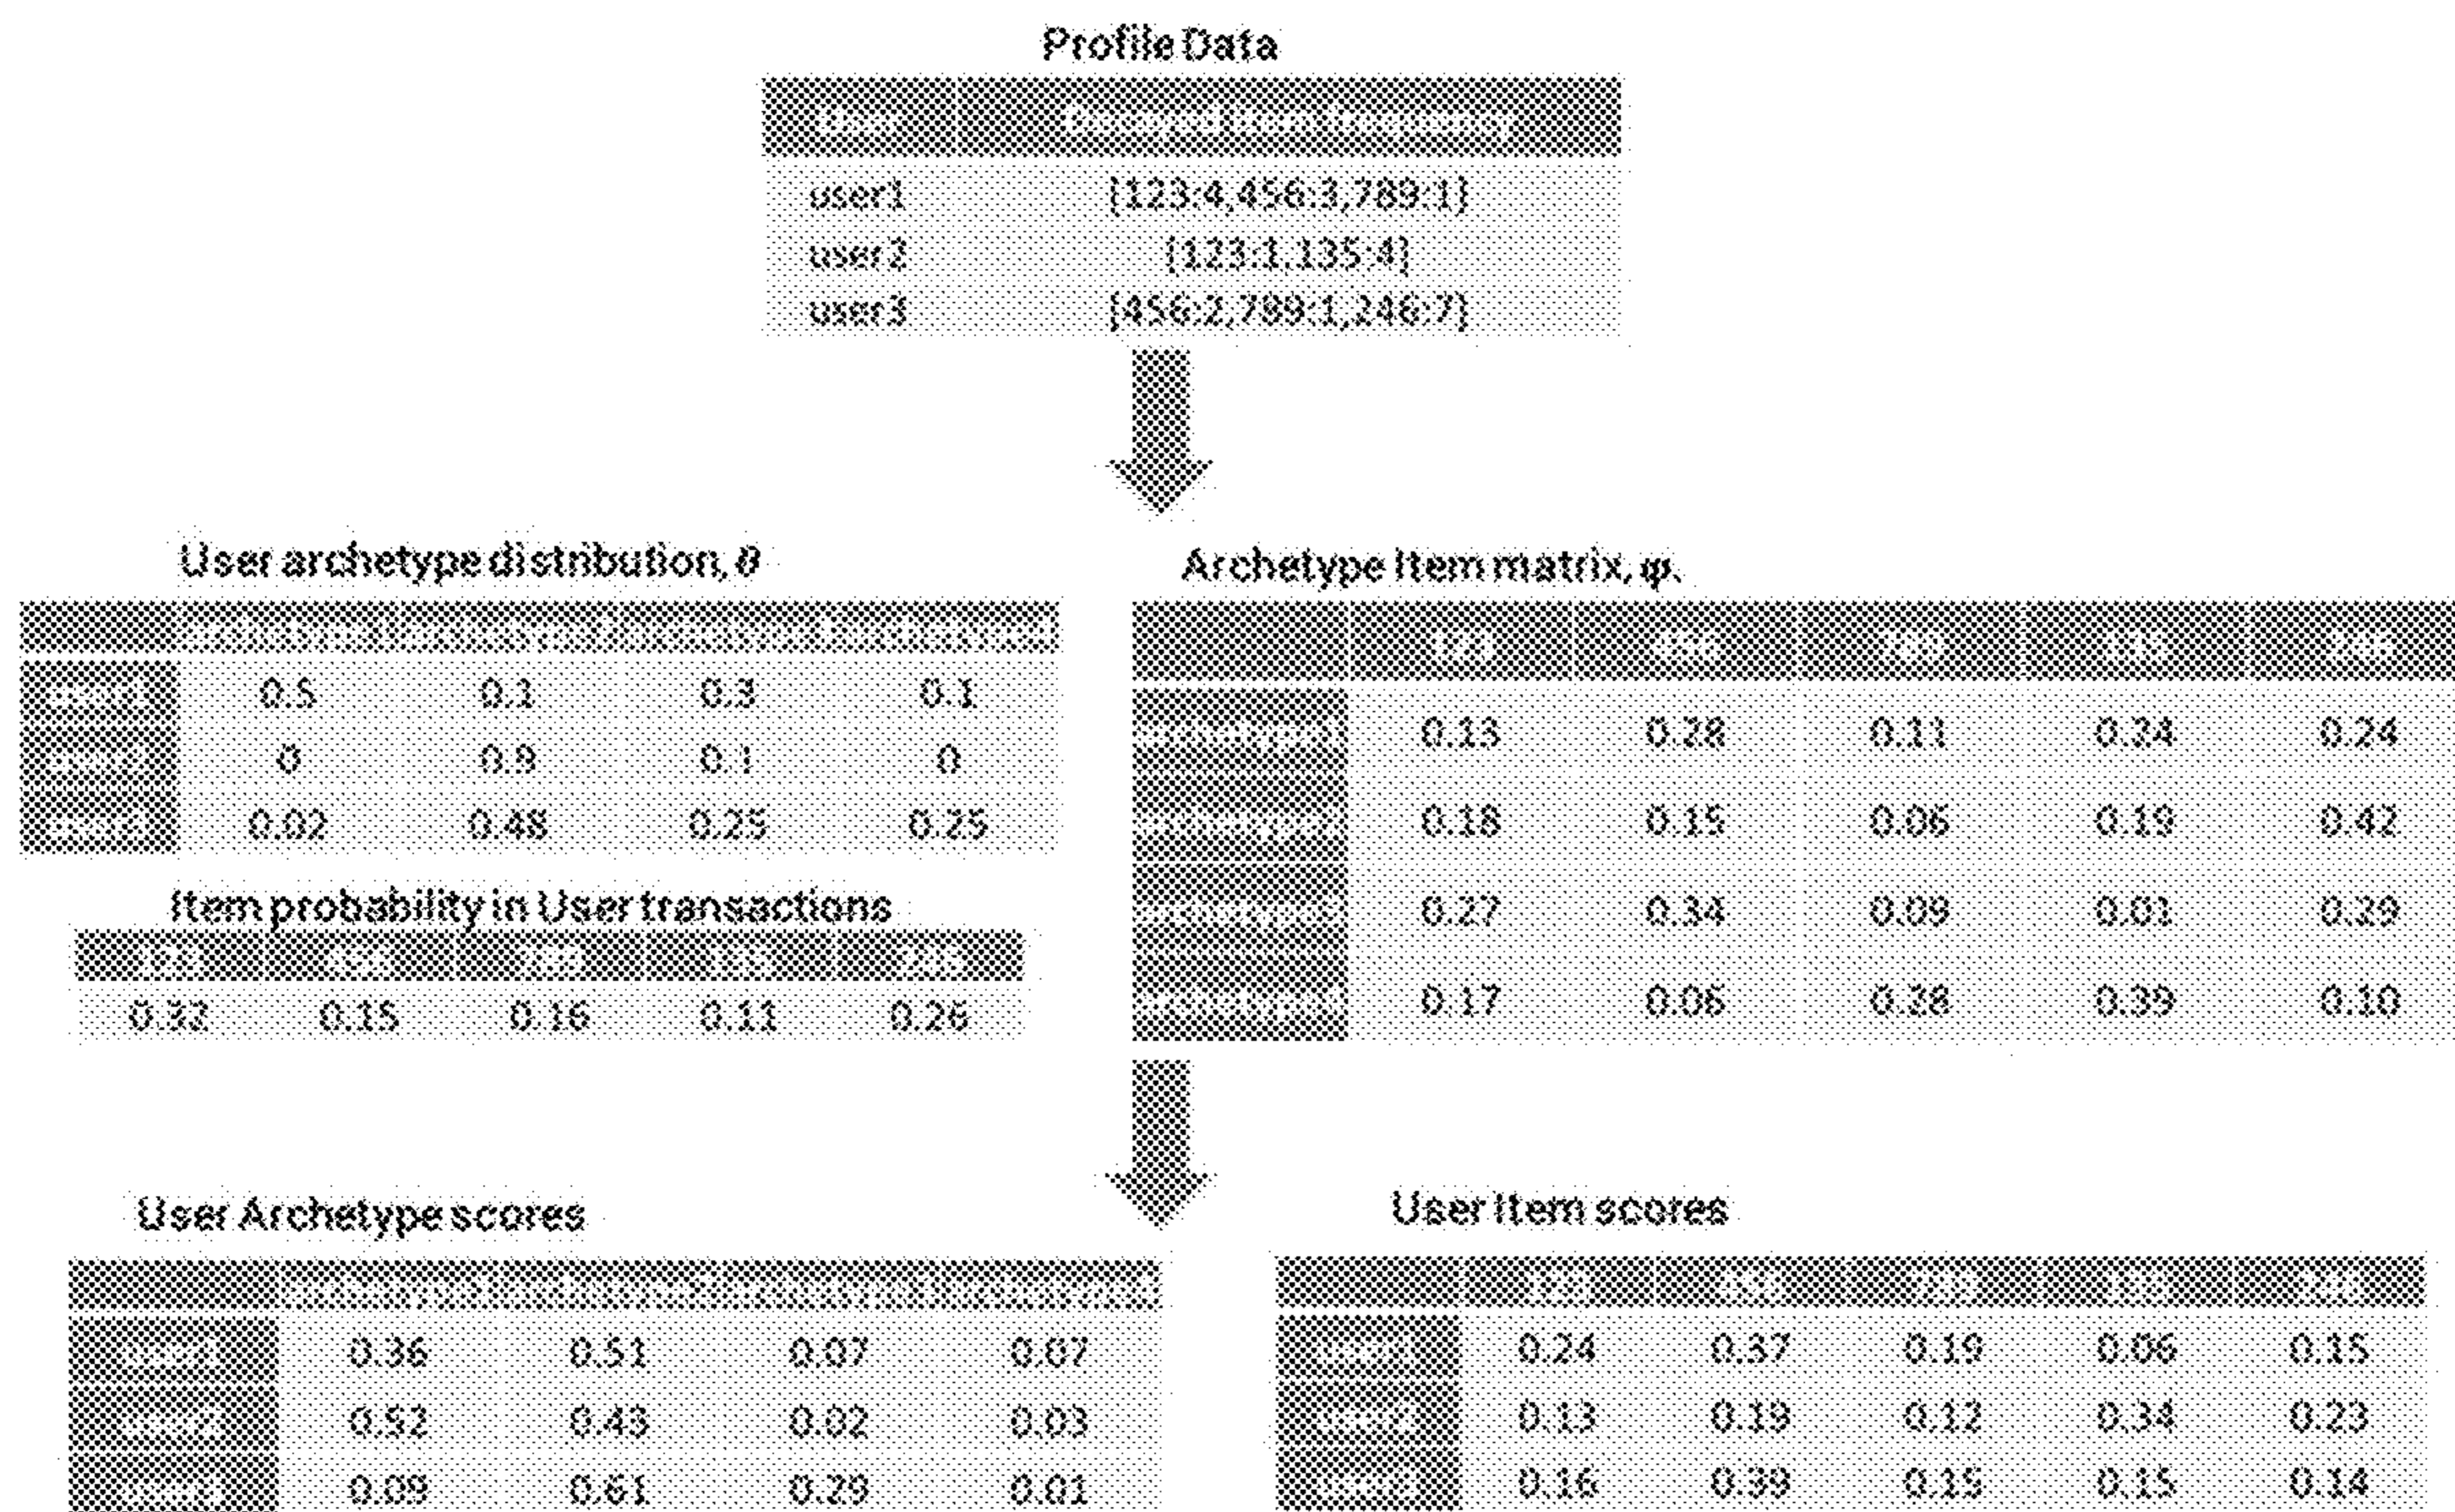 Profile Data
user1 [123:4,456:3,789:1]
user2 [123:1,135:4]
user3 [456:2,789:1,246:7]
User archetype distribution, θ
0.5 0.1 0.3 0.1
0 0.9 0.1 0
0.02 0.48 0.25 0.25
Item probability in User transactions
0.32 0.15 0.16 0.11 0.26
Archetype Item matrix, φ.
123 456 789 135 246
0.13 0.28 0.11 0.24 0.24
0.18 0.15 0.06 0.19 0.42
0.27 0.34 0.09 0.01 0.29
0.17 0.06 0.28 0.39 0.10
User Archetype scores
0.36 0.51 0.07 0.07
0.52 0.43 0.02 0.03
0.09 0.61 0.29 0.01
User Item scores
0.24 0.37 0.19 0.06 0.15
0.13 0.19 0.12 0.34 0.23
0.16 0.39 0.15 0.15 0.14